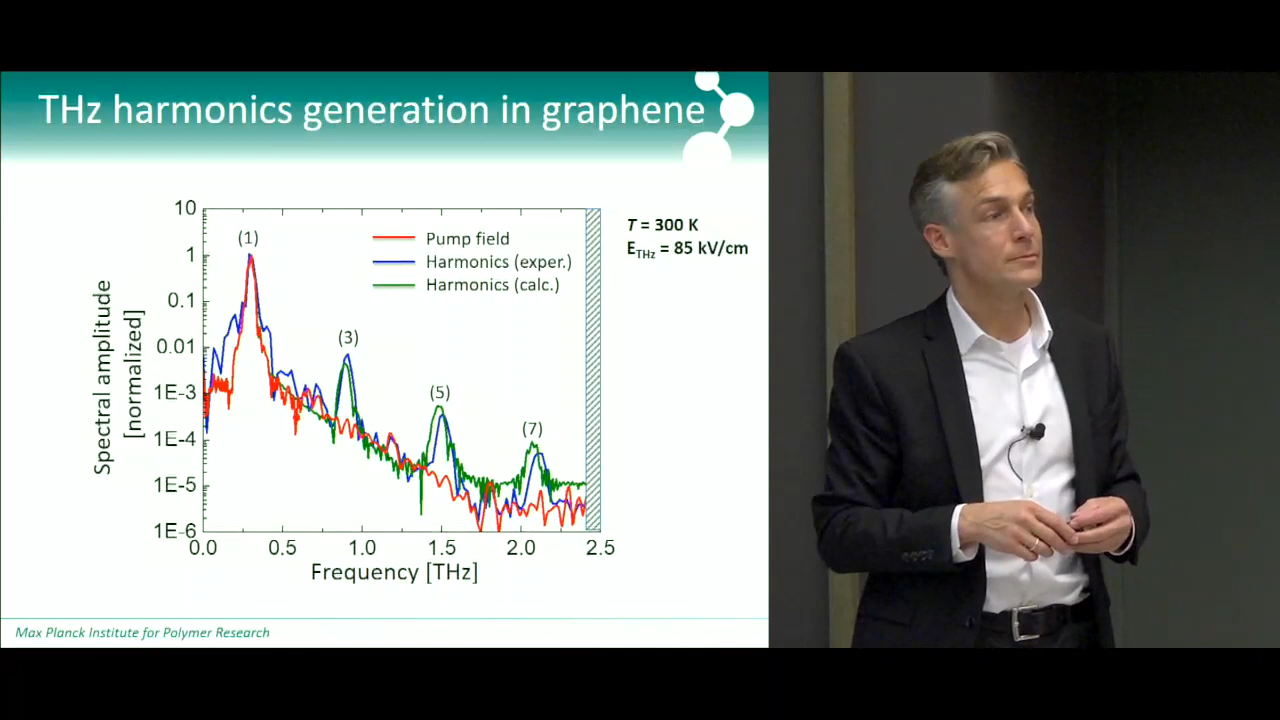 THz harmonics generation in graphene
10
1
0.1
0.01
1E-3
1E-4
1E-5
1E-6
Spectral amplitude
[normalized]
(1)
(3)
(5)
(7)
Pump field
Harmonics (exper.)
Harmonics (calc.)
T = 300 K
E_THz = 85 kV/cm
0.0 0.5 1.0 1.5 2.0 2.5
Frequency [THz]
Max Planck Institute for Polymer Research